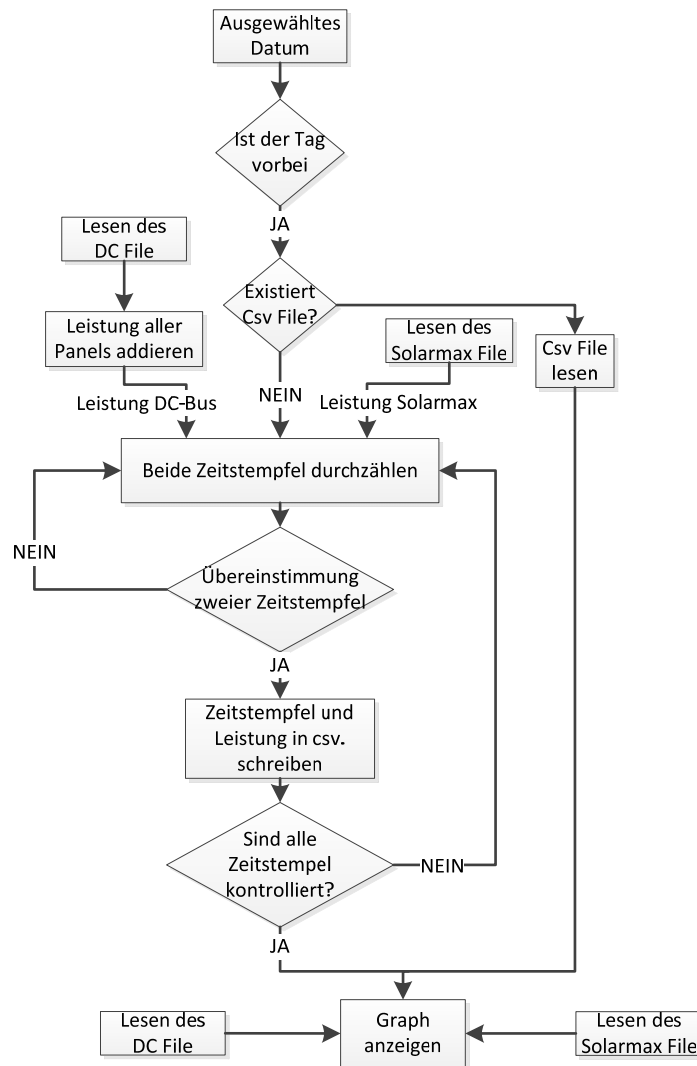 Ausgewähltes
Datum
Ist der Tag
vorbei
JA
Lesen des
DC File
Existiert
Csv File?
Leistung aller
Panels addieren
Lesen des
Solarmax File
Csv File
lesen
NEIN
Leistung DC-Bus
Leistung Solarmax
Beide Zeitstempfel durchzählen
NEIN
Übereinstimmung
zweier Zeitstempfel
JA
Zeitstempfel und
Leistung in csv.
schreiben
Sind alle
Zeitstempel
kontrolliert?
NEIN
JA
Lesen des
DC File
Graph
anzeigen
Lesen des
Solarmax File